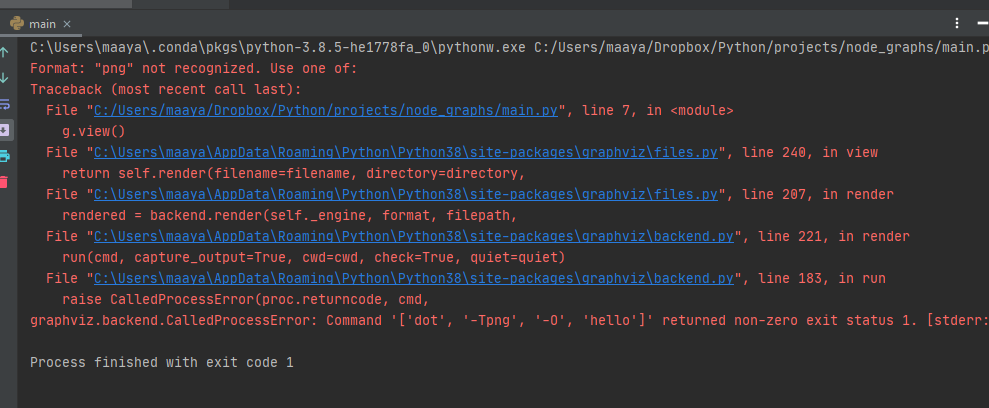 main
C:\Users\maaya\.conda\pkgs\python-3.8.5-he1778fa_0\pythonw.exe C:/Users/maaya/Dropbox/Python/projects/node_graphs/main.p
Format: "png" not recognized. Use one of:
Traceback (most recent call last):
  File "C:/Users/maaya/Dropbox/Python/projects/node_graphs/main.py", line 7, in <module>
    g.view()
  File "C:\Users\maaya\AppData\Roaming\Python\Python38\site-packages\graphviz\files.py", line 240, in view
    return self.render(filename=filename, directory=directory,
  File "C:\Users\maaya\AppData\Roaming\Python\Python38\site-packages\graphviz\files.py", line 207, in render
    rendered = backend.render(self._engine, format, filepath,
  File "C:\Users\maaya\AppData\Roaming\Python\Python38\site-packages\graphviz\backend.py", line 221, in render
    run(cmd, capture_output=True, cwd=cwd, check=True, quiet=quiet)
  File "C:\Users\maaya\AppData\Roaming\Python\Python38\site-packages\graphviz\backend.py", line 183, in run
    raise CalledProcessError(proc.returncode, cmd,
graphviz.backend.CalledProcessError: Command '['dot', '-Tpng', '-O', 'hello']' returned non-zero exit status 1. [stderr:
Process finished with exit code 1